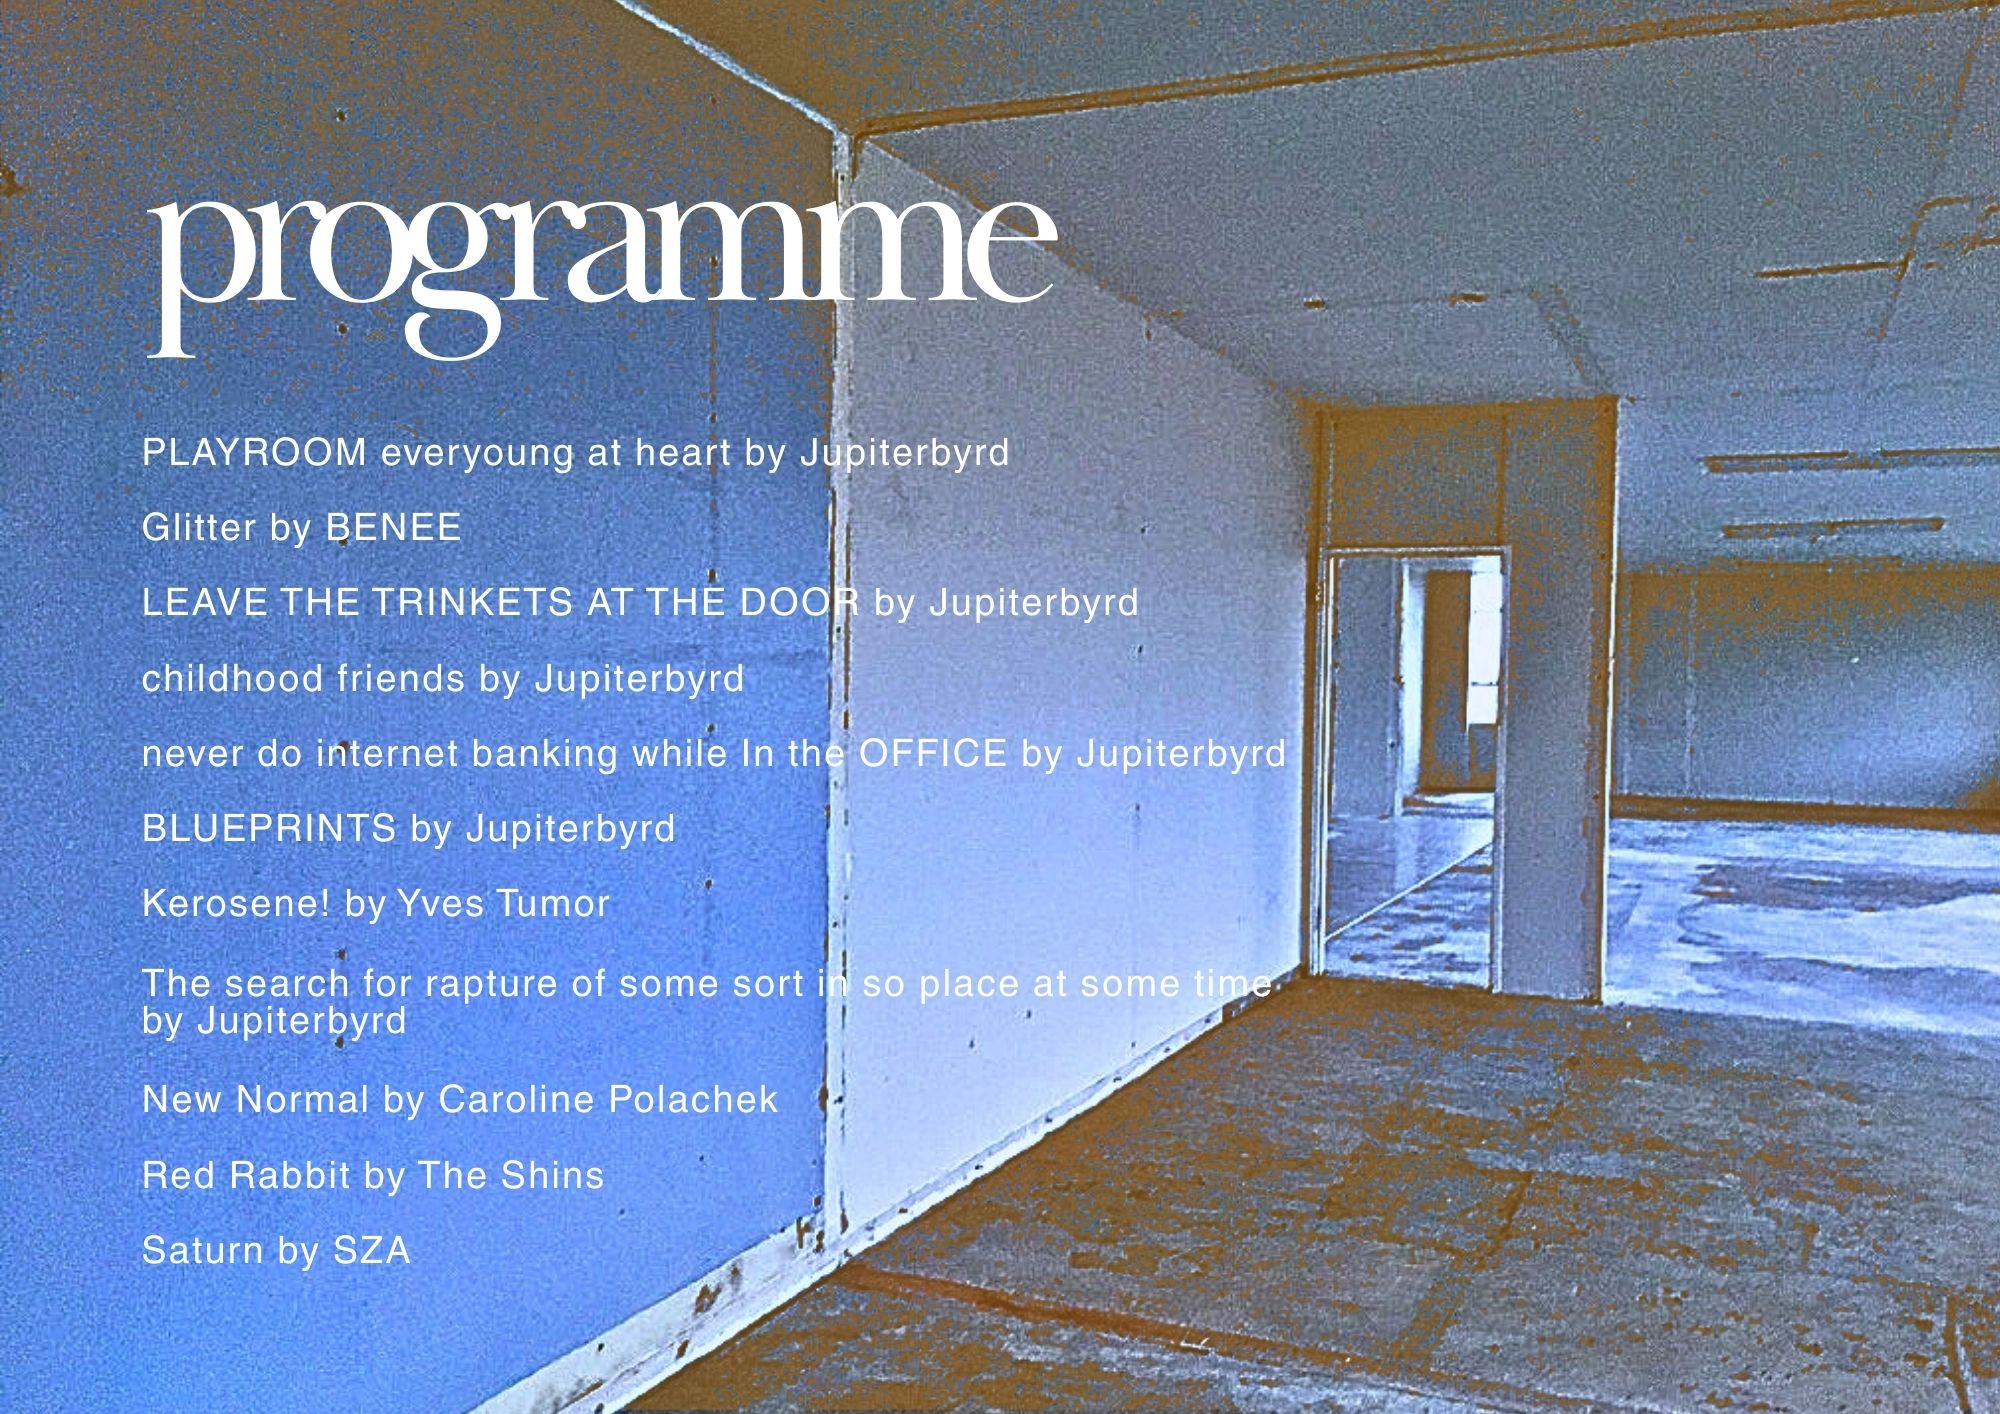 programme
PLAYROOM everyoung at heart by Jupiterbyrd
Glitter by BENEE
LEAVE THE TRINKETS AT THE DOOR by Jupiterbyrd
childhood friends by Jupiterbyrd
never do internet banking while In the OFFICE by Jupiterbyrd
BLUEPRINTS by Jupiterbyrd
Kerosene! by Yves Tumor
The search for rapture of some sort in so place at some time
by Jupiterbyrd
New Normal by Caroline Polachek
Red Rabbit by The Shins
Saturn by SZA